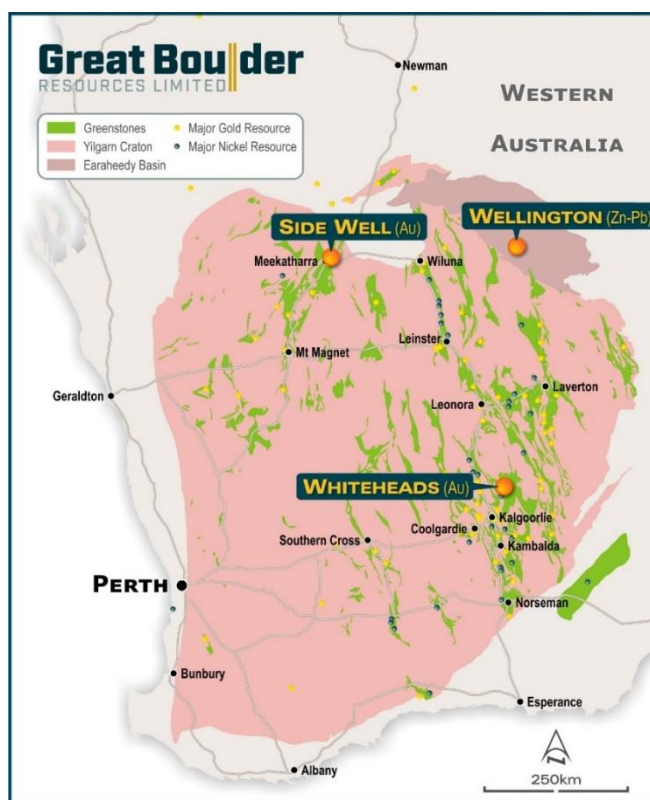 Great Boulder
RESOURCES LIMITED
Newman
WESTERN
AUSTRALIA
Greenstones
Major Gold Resource
Yilgarn Craton
Major Nickel Resource
Earaheedy Basin
SIDE WELL (Au)
WELLINGTON (Zn-Pb)
Meekatharra
Wiluna
Leinster
Mt Magnet
Geraldton
Laverton
Leonora
WHITEHEADS (Au)
Kalgoorlie
Coolgardie
Southern Cross
Kambalda
PERTH
Norseman
Bunbury
Esperance
Albany
250km